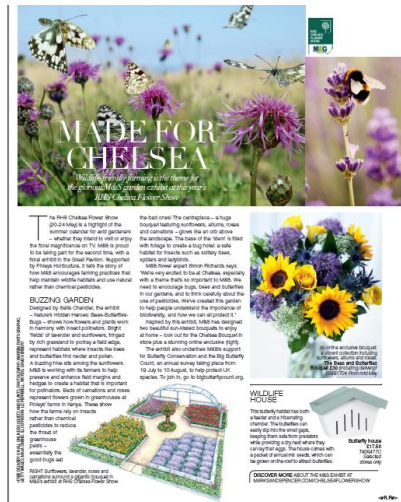 MADE FOR
CHELSEA
Wildlife-friendly farming is the theme for
the glorious M&S garden exhibit at this year's
RHS Chelsea Flower Show
The RHS Chelsea Flower Show
(20-24 May) is a highlight of the
summer calendar for avid gardeners
– whether they intend to visit or enjoy
the floral magnificence on TV. M&S is proud
to be taking part for the second time, with a
floral exhibit in the Great Pavilion. Supported
by Finlays Horticulture, it tells the story of
how M&S encourages farming practices that
help maintain wildlife habitats and use natural
rather than chemical pesticides.
BUZZING GARDEN
Designed by Bella Chandler, the exhibit
– Nature's Hidden Heroes: Bees-Butterflies-
Bugs – shows how flowers and plants work
in harmony with insect pollinators. Bright
'fields' of lavender and sunflowers, fringed
by rich grassland to portray a field edge,
represent habitats where insects like bees
and butterflies find nectar and pollen.
A buzzing hive sits among the sunflowers.
M&S is working with its farmers to help
preserve and enhance field margins and
hedges to create a habitat that is important
for pollinators. Beds of carnations and roses
represent flowers grown in greenhouses at
Finlays' farms in Kenya. These show
how the farms rely on insects
rather than chemical
pesticides to reduce
the threat of
greenhouse
pests –
essentially the
good bugs eat
the bad ones! The centrepiece – a huge
bouquet featuring sunflowers, alliums, roses
and carnations – glows like an orb above
the landscape. The base of the 'stem' is filled
with foliage to create a bug hotel: a safe
habitat for insects such as solitary bees,
spiders and ladybirds.
M&S flower expert Simon Richards says:
'We're very excited to be at Chelsea, especially
with a theme that's so important to M&S. We
need to encourage bugs, bees and butterflies
in our gardens, and to think carefully about the
use of pesticides. We've created this garden
to help people understand the importance of
biodiversity, and how we can all protect it.'
Inspired by this exhibit, M&S has designed
two beautiful sun-kissed bouquets to enjoy
at home – look out for the Chelsea Bouquet in
store plus a stunning online exclusive (right).
The exhibit also underlines M&S's support
for Butterfly Conservation and the Big Butterfly
Count, an annual survey taking place from
19 July to 10 August, to help protect UK
species. To join in, go to bigbutterflycount.org.
RIGHT Sunflowers, lavender, roses and
carnations surround a gigantic bouquet in
M&S's exhibit at RHS Chelsea Flower Show
An online-exclusive bouquet:
a vibrant collection including
sunflowers, alliums and roses.
The Bees and Butterflies
WILDLIFE
HOUSE
This butterfly habitat has both
a feeder and a hibernating
chamber. The butterflies can
easily slip into the small gaps,
keeping them safe from predators
while providing a dry nest where they
can lay their eggs. The house comes with
a packet of annual mint seeds, which can
be grown on the roof to attract butterflies.
Butterfly house
£17.50
Selected
stores only
DISCOVER MORE ABOUT THE M&S EXHIBIT AT
MARKSANDSPENCER.COM/CHELSEAFLOWERSHOW